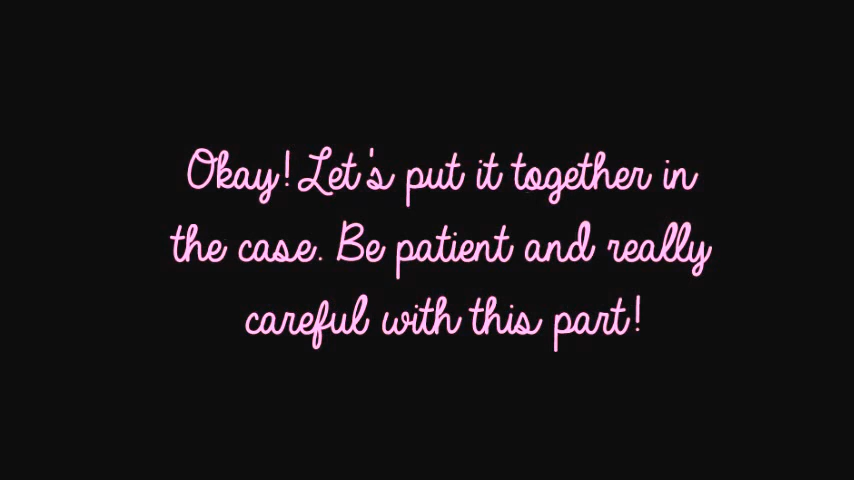 Okay! Let's put it together in
the case. Be patient and really
careful with this part!